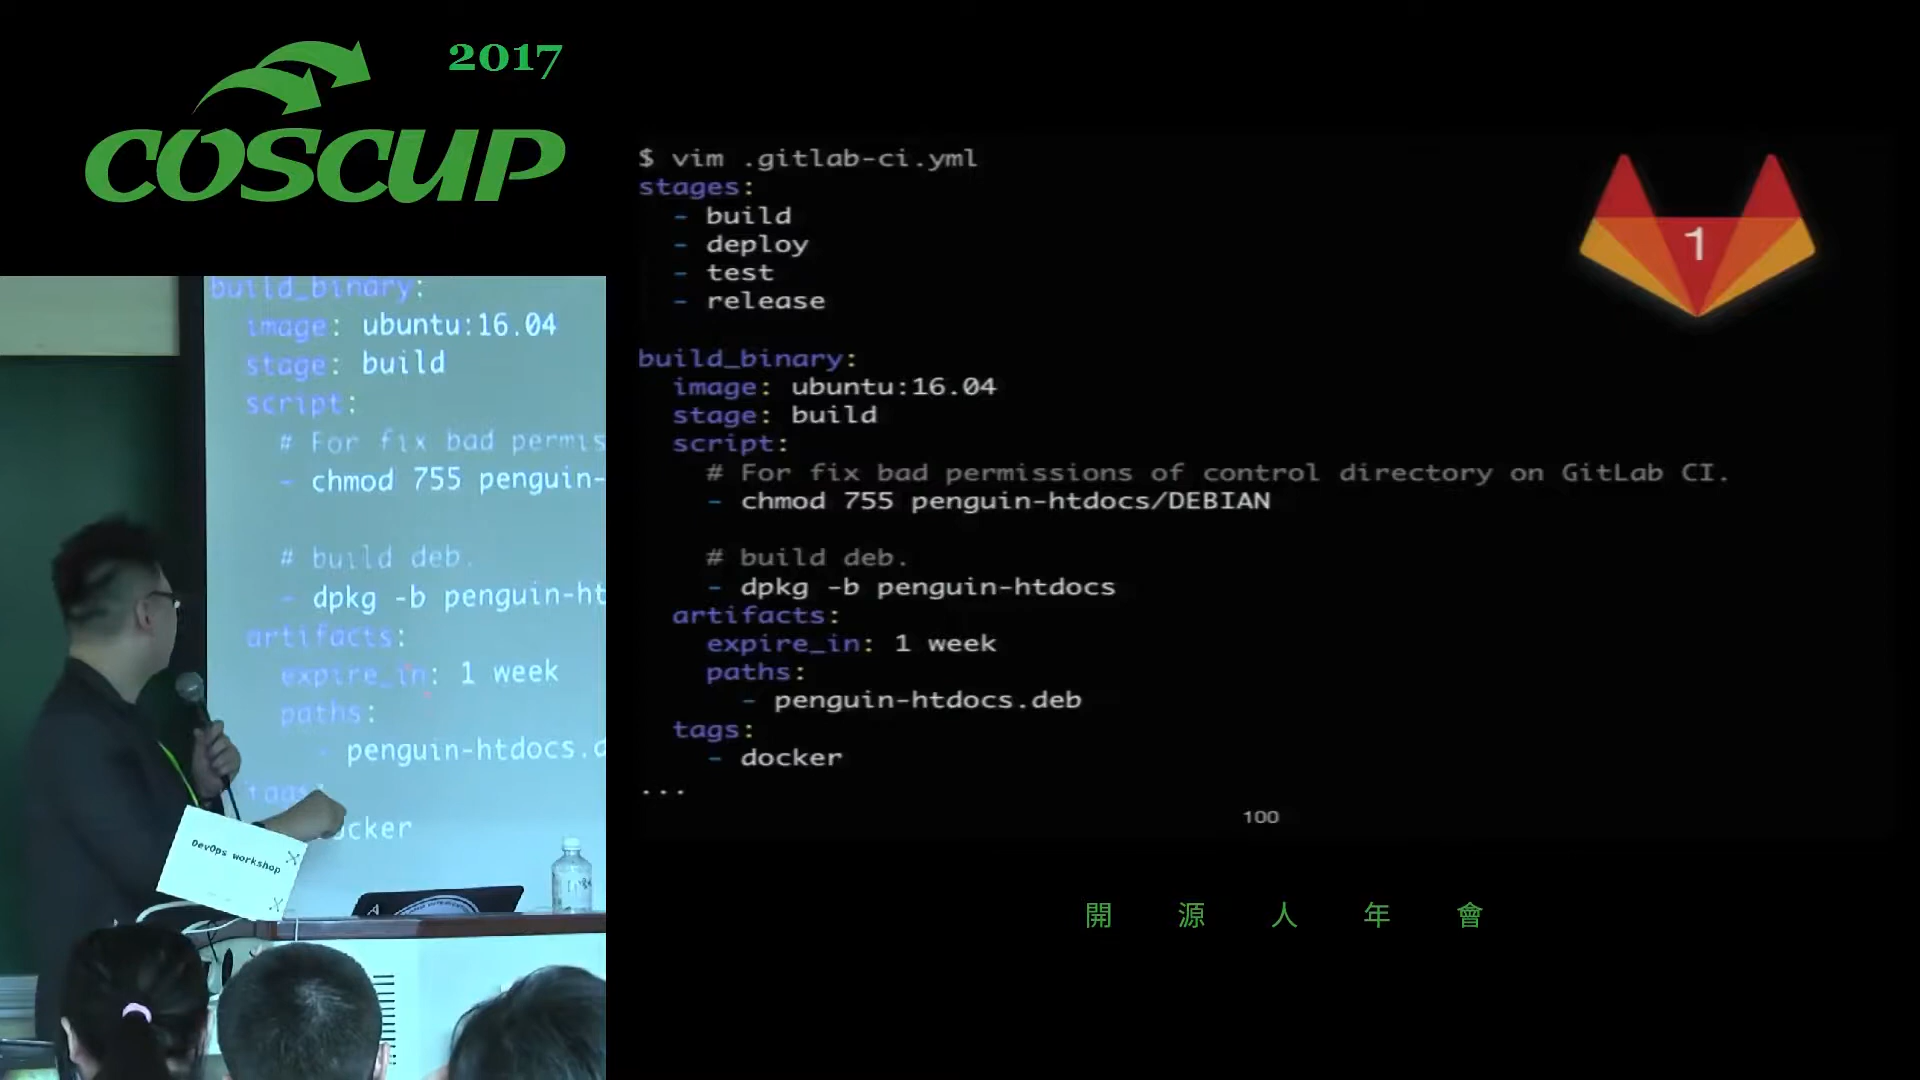 2017
COSCUP
$ vim .gitlab-ci.yml
stages:
- build
- deploy
- test
- release
build_binary:
image: ubuntu:16.04
stage: build
script:
# For fix bad permissions of control directory on GitLab CI.
- chmod 755 penguin-htdocs/DEBIAN
# build deb.
- dpkg -b penguin-htdocs
artifacts:
expire_in: 1 week
paths:
- penguin-htdocs.deb
tags:
- docker
...
1
100
開源人年會
build_binary:
image: ubuntu:16.04
stage: build
script:
# For fix bad permis
- chmod 755 penguin-
# build deb.
- dpkg -b penguin-ht
artifacts:
expire_in: 1 week
paths:
- penguin-htdocs.d
tags
ocker
DevOps workshop